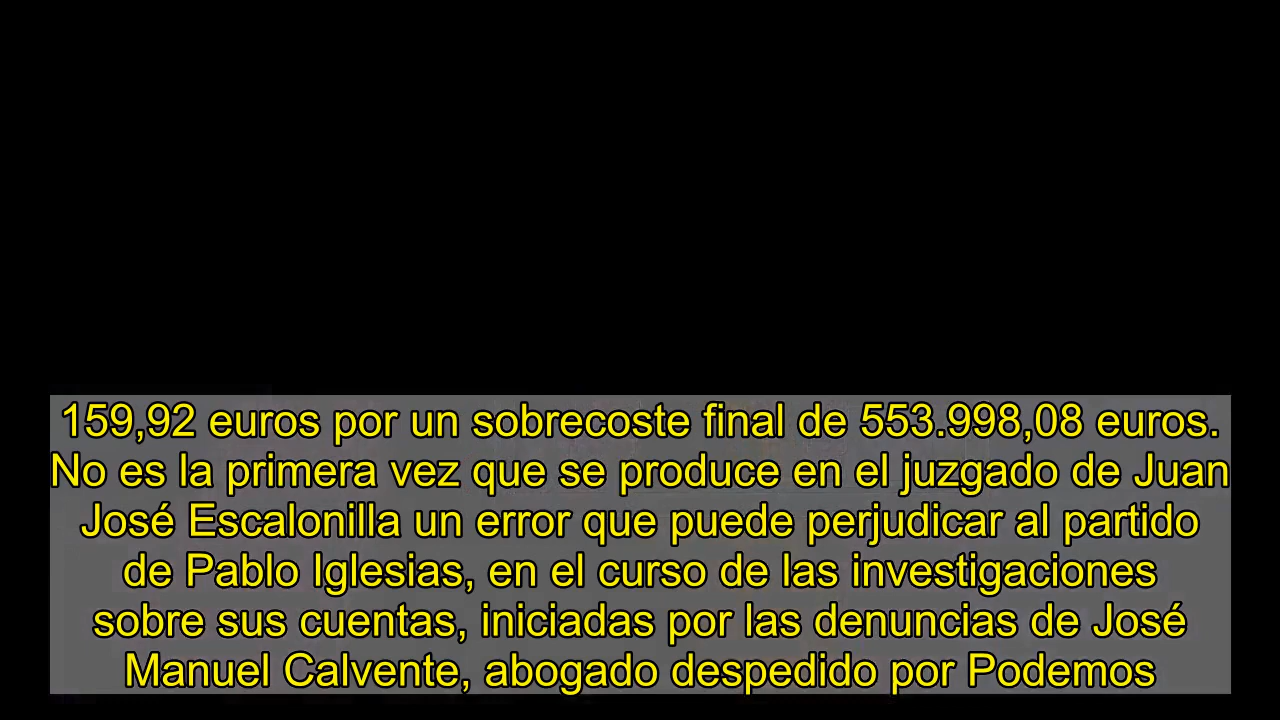 159,92 euros por un sobrecoste final de 553.998,08 euros.
No es la primera vez que se produce en el juzgado de Juan
José Escalonilla un error que puede perjudicar al partido
de Pablo Iglesias, en el curso de las investigaciones
sobre sus cuentas, iniciadas por las denuncias de José
Manuel Calvente, abogado despedido por Podemos